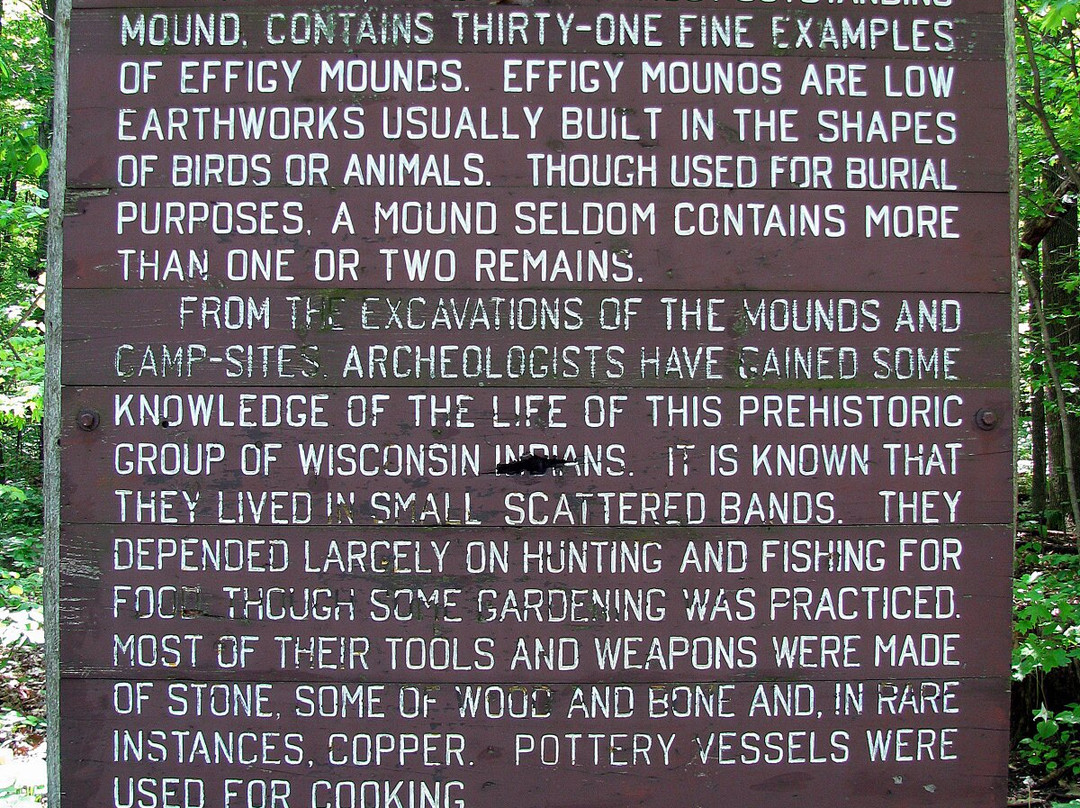 OUTSTANDING
MOUND, CONTAINS THIRTY-ONE FINE EXAMPLES
OF EFFIGY MOUNDS. EFFIGY MOUNDS ARE LOW
EARTHWORKS USUALLY BUILT IN THE SHAPES
OF BIRDS OR ANIMALS. THOUGH USED FOR BURIAL
PURPOSES, A MOUND SELDOM CONTAINS MORE
THAN ONE OR TWO REMAINS.
FROM THE EXCAVATIONS OF THE MOUNDS AND
CAMP-SITES, ARCHEOLOGISTS HAVE GAINED SOME
KNOWLEDGE OF THE LIFE OF THIS PREHISTORIC
GROUP OF WISCONSIN INDIANS. IT IS KNOWN THAT
THEY LIVED IN SMALL SCATTERED BANDS. THEY
DEPENDED LARGELY ON HUNTING AND FISHING FOR
FOOD, THOUGH SOME GARDENING WAS PRACTICED.
MOST OF THEIR TOOLS AND WEAPONS WERE MADE
OF STONE, SOME OF WOOD AND BONE AND, IN RARE
INSTANCES, COPPER. POTTERY VESSELS WERE
USED FOR COOKING